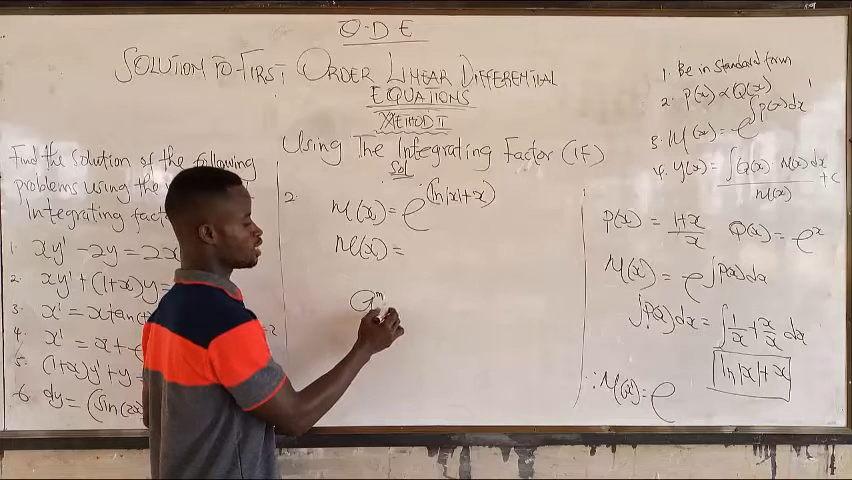 O.D.E
SOLUTION TO FIRST ORDER LINEAR DIFFERENTIAL
EQUATIONS
METHOD I
Using The Integrating Factor (IF)
Sol
Find the solution of the following
problems using the
Integrating fact
1. xy' - 2y = 2x
2. xy' + (1+x)y =
3. x' = x tan(
4. x' = x +
5. (1+x)y' + y
6. dy = (Sin(2x
2.
M(x) = e^(ln|x|+x)
M(x) =
a^m
1. Be in standard form
2. P(x) & Q(x)
3. M(x) = e^∫p(x)dx
4. y(x) = ∫Q(x) M(x) dx / M(x) + c
P(x) = 1+x / x Q(x) = e^x
M(x) = e^∫P(x)dx
∫P(x)dx = ∫ 1/x + x/x dx
ln|x| + x
∴ M(x) = e